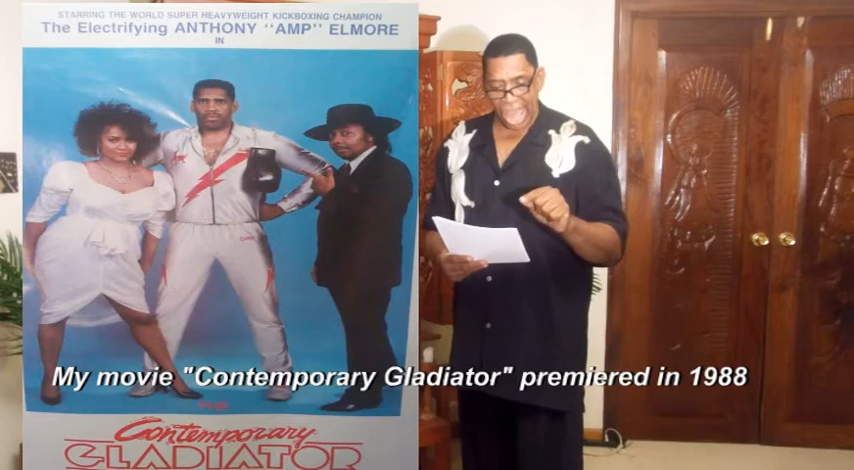 STARRING THE WORLD SUPER HEAVYWEIGHT KICKBOXING CHAMPION
The Electrifying ANTHONY "AMP" ELMORE
IN
My movie "Contemporary Gladiator" premiered in 1988
THE
Contemporary
GLADIATOR